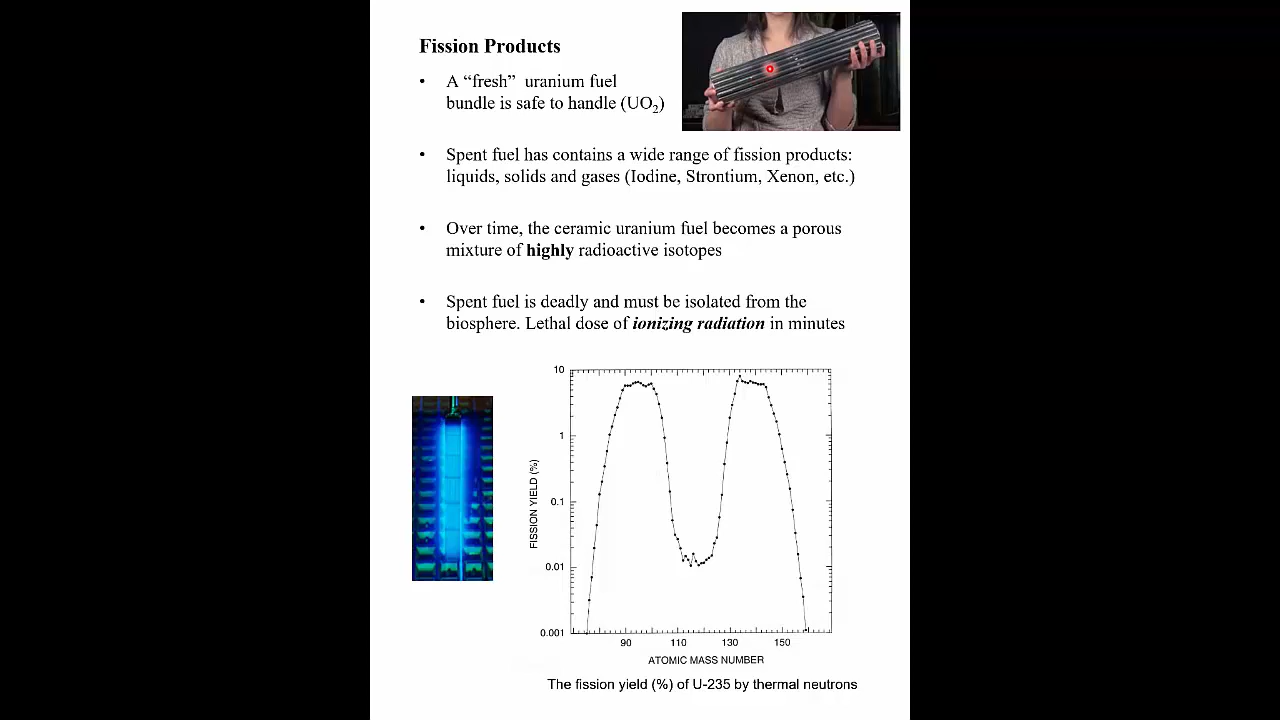 Fission Products
• A “fresh” uranium fuel
bundle is safe to handle (UO₂)
• Spent fuel has contains a wide range of fission products:
liquids, solids and gases (Iodine, Strontium, Xenon, etc.)
• Over time, the ceramic uranium fuel becomes a porous
mixture of highly radioactive isotopes
• Spent fuel is deadly and must be isolated from the
biosphere. Lethal dose of ionizing radiation in minutes
10
1
0.1
0.01
0.001
FISSION YIELD (%)
90 110 130 150
ATOMIC MASS NUMBER
The fission yield (%) of U-235 by thermal neutrons